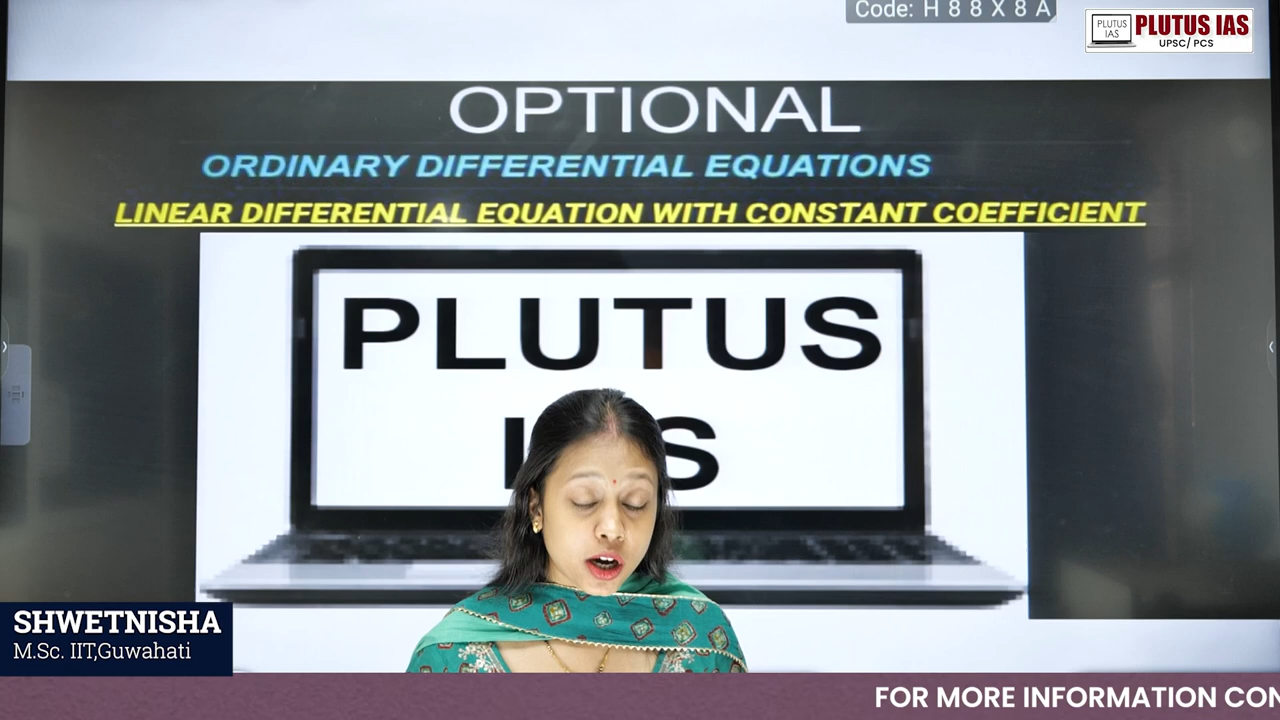 Code: H 8 8 X 8 A
PLUTUS
IAS
PLUTUS IAS
UPSC/ PCS
OPTIONAL
ORDINARY DIFFERENTIAL EQUATIONS
LINEAR DIFFERENTIAL EQUATION WITH CONSTANT COEFFICIENT
PLUTUS
I S
SHWETNISHA
M.Sc. IIT,Guwahati
FOR MORE INFORMATION CON